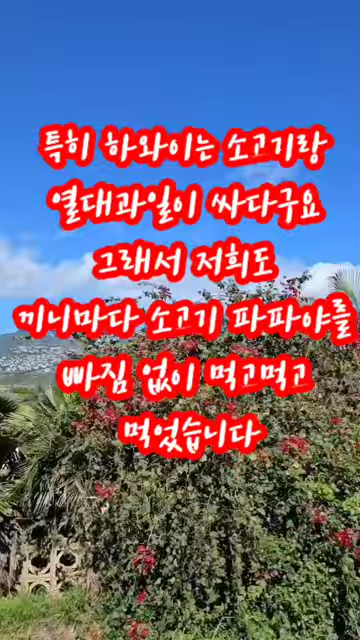 특히 하와이는 소고기랑
열대과일이 싸다구요
그래서 저희도
끼니마다 소고기 파파야를
빠짐 없이 먹고먹고
먹었습니다